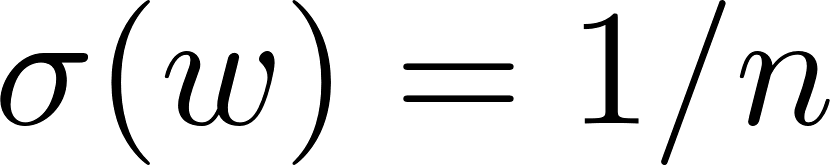 σ(w) = 1/n